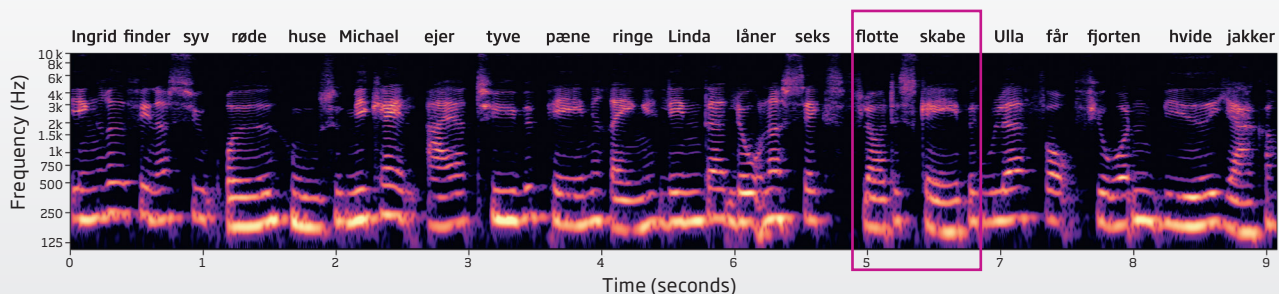 Ingrid finder syv røde huse Michael ejer tyve pæne ringe Linda låner seks flotte skabe Ulla får fjorten hvide jakker
Frequency (Hz)
10 k
8k
6k
4k
3k
2k
1.5k
1k
750
500
250
125
0 1 2 3 4 5 6 7 8 9
Time (seconds)